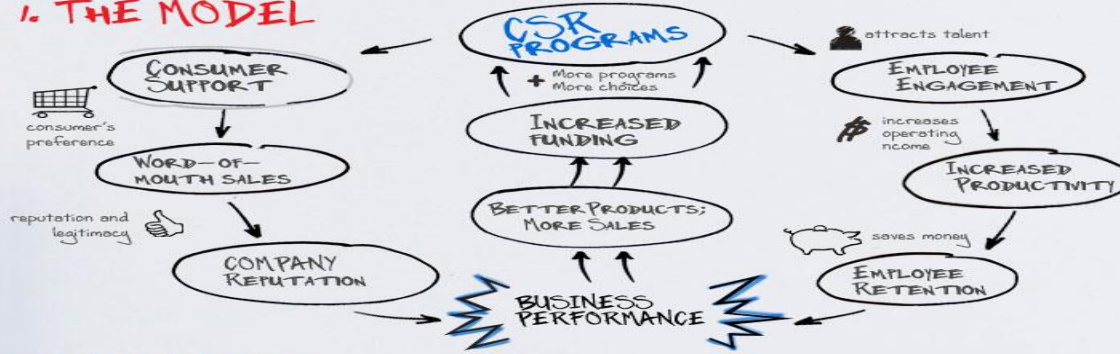 1. THE MODEL
CSR
PROGRAMS
+ More programs
More choices
CONSUMER
SUPPORT
consumer's
preference
WORD-OF-
MOUTH SALES
reputation and
legitimacy
COMPANY
REPUTATION
INCREASED
FUNDING
BETTER PRODUCTS;
MORE SALES
BUSINESS
PERFORMANCE
attracts talent
EMPLOYEE
ENGAGEMENT
$ increases
operating
ncome
INCREASED
PRODUCTIVITY
saves money
EMPLOYEE
RETENTION